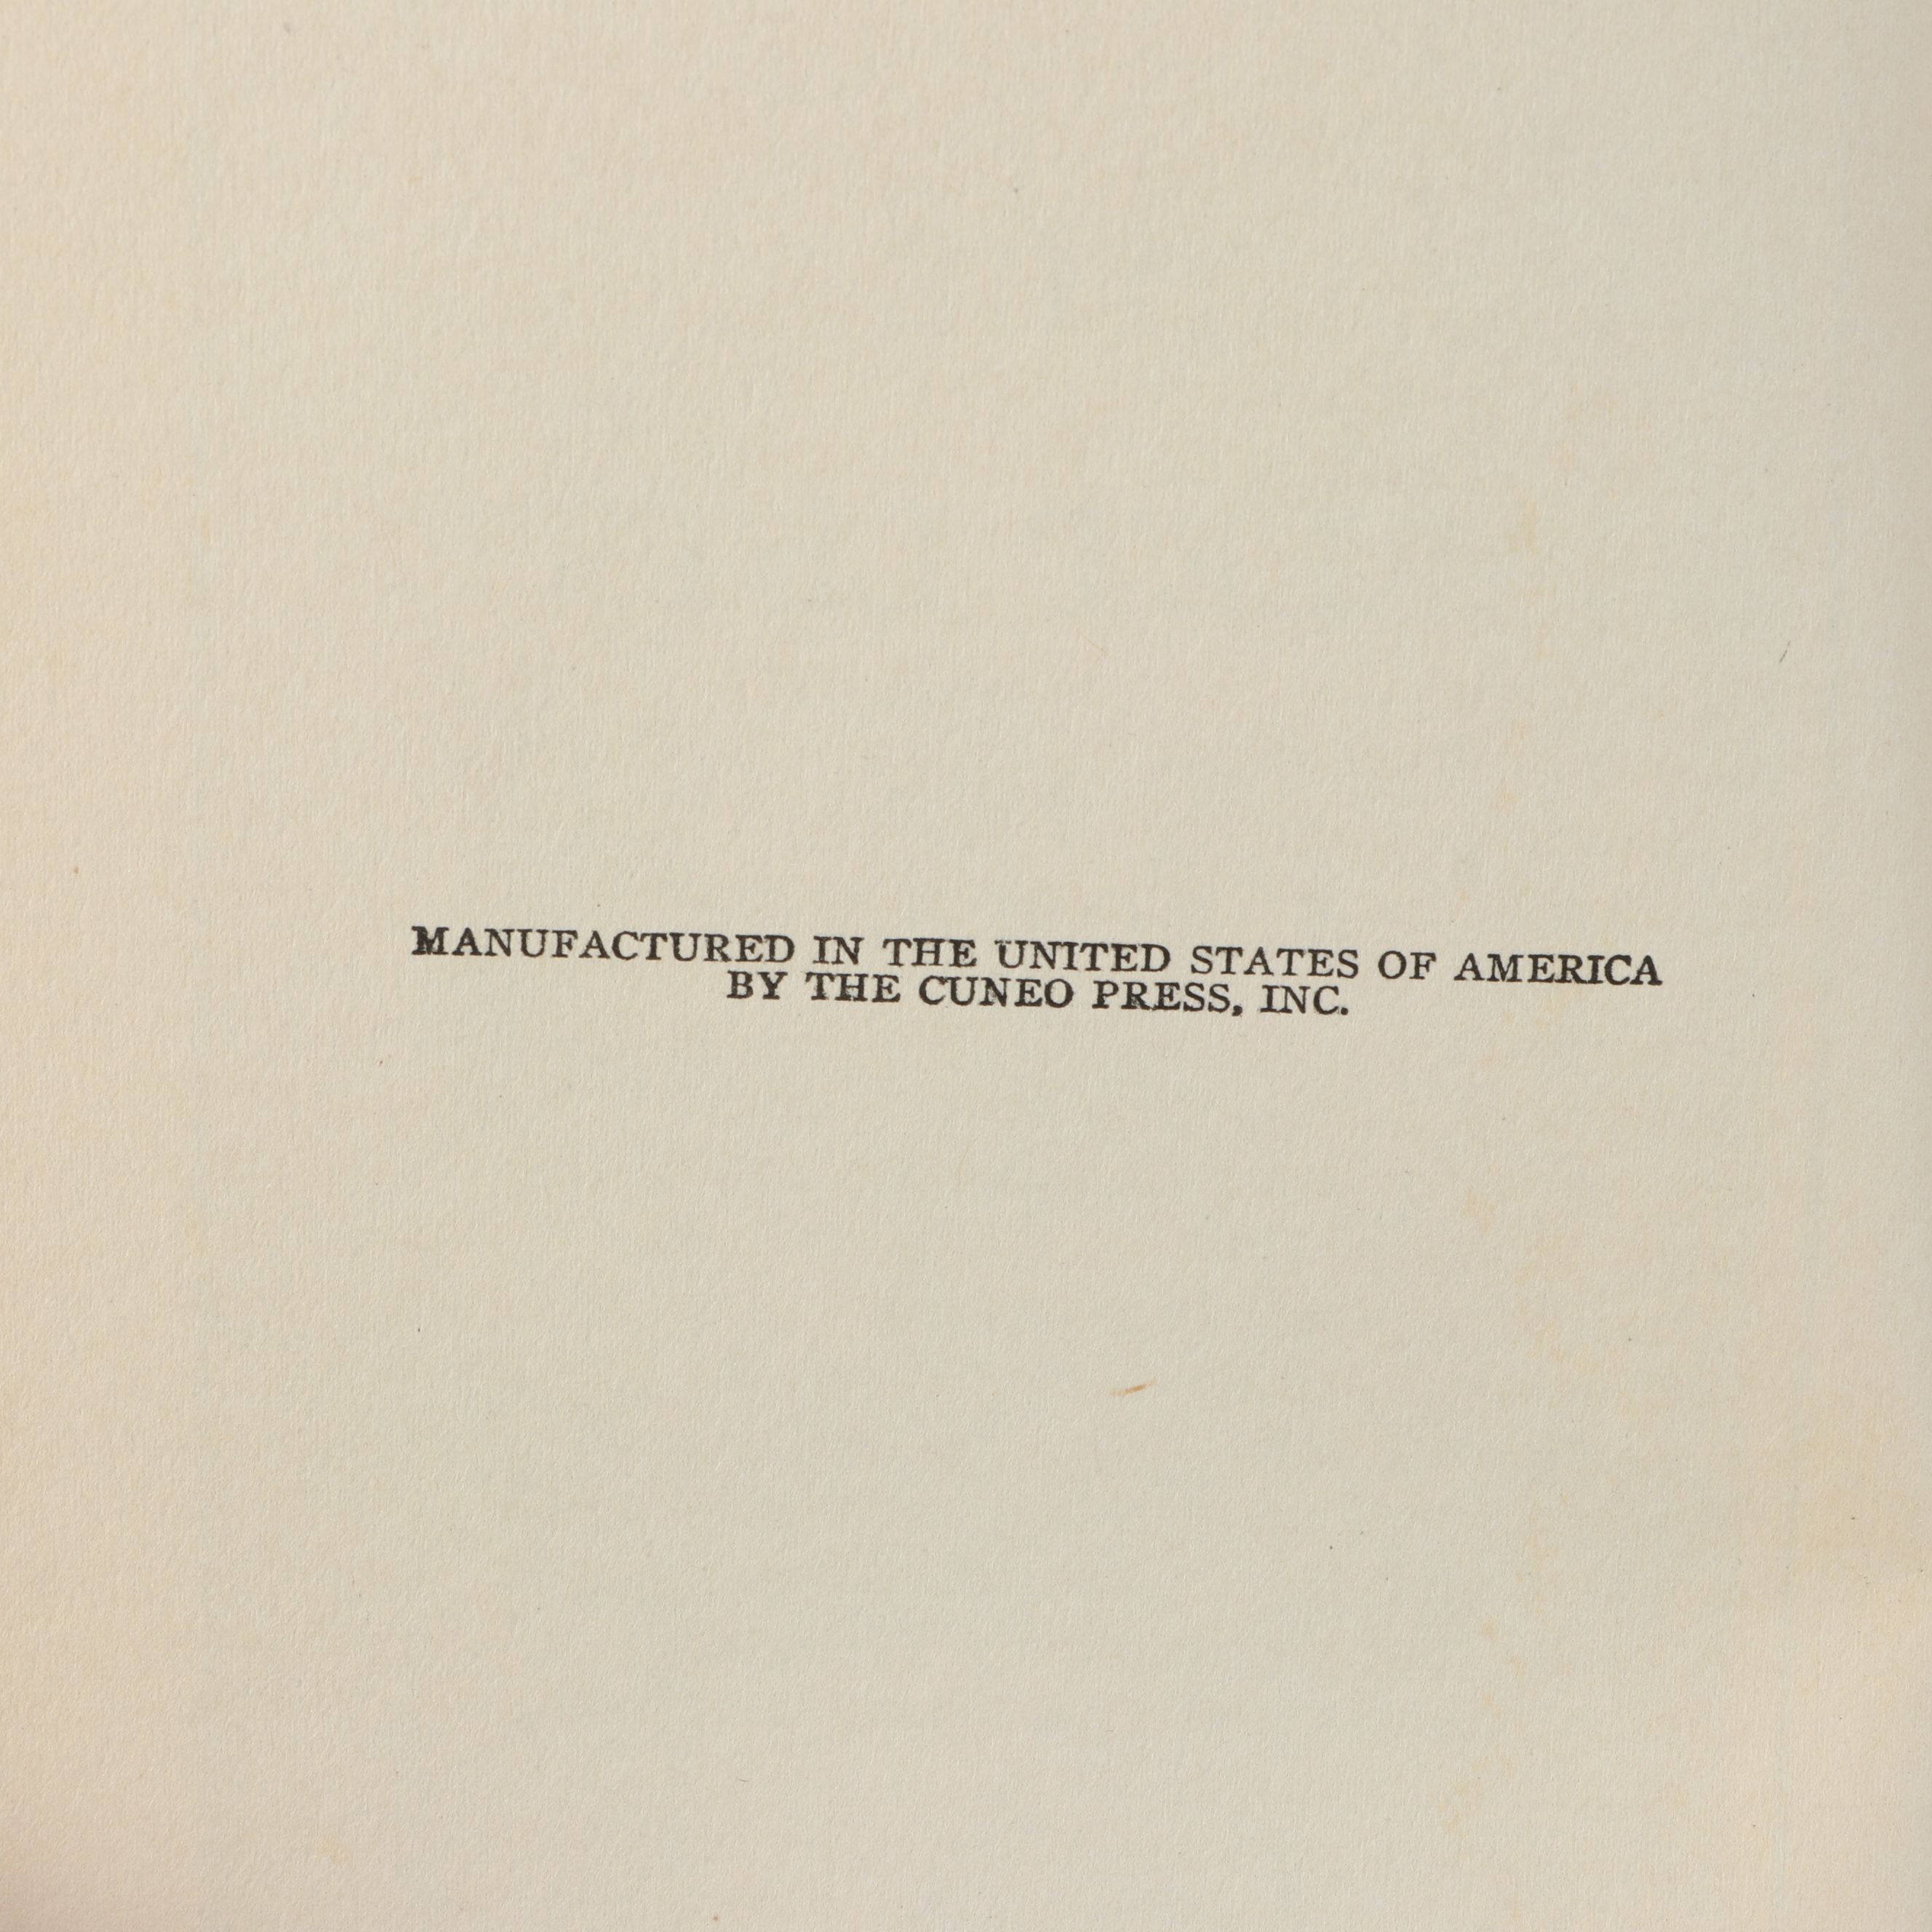 MANUFACTURED IN THE UNITED STATES OF AMERICA
BY THE CUNEO PRESS, INC.